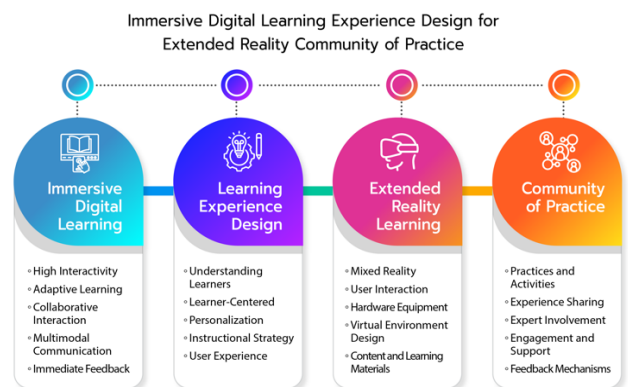 Immersive Digital Learning Experience Design for
Extended Reality Community of Practice
Immersive
Digital
Learning
High Interactivity
Adaptive Learning
Collaborative
Interaction
Multimodal
Communication
Immediate Feedback
Learning
Experience
Design
Understanding
Learners
Learner-Centered
Personalization
Instructional Strategy
User Experience
Extended
Reality
Learning
Mixed Reality
User Interaction
Hardware Equipment
Virtual Environment
Design
Content and Learning
Materials
Community
of Practice
Practices and
Activities
Experience Sharing
Expert Involvement
Engagement and
Support
Feedback Mechanisms